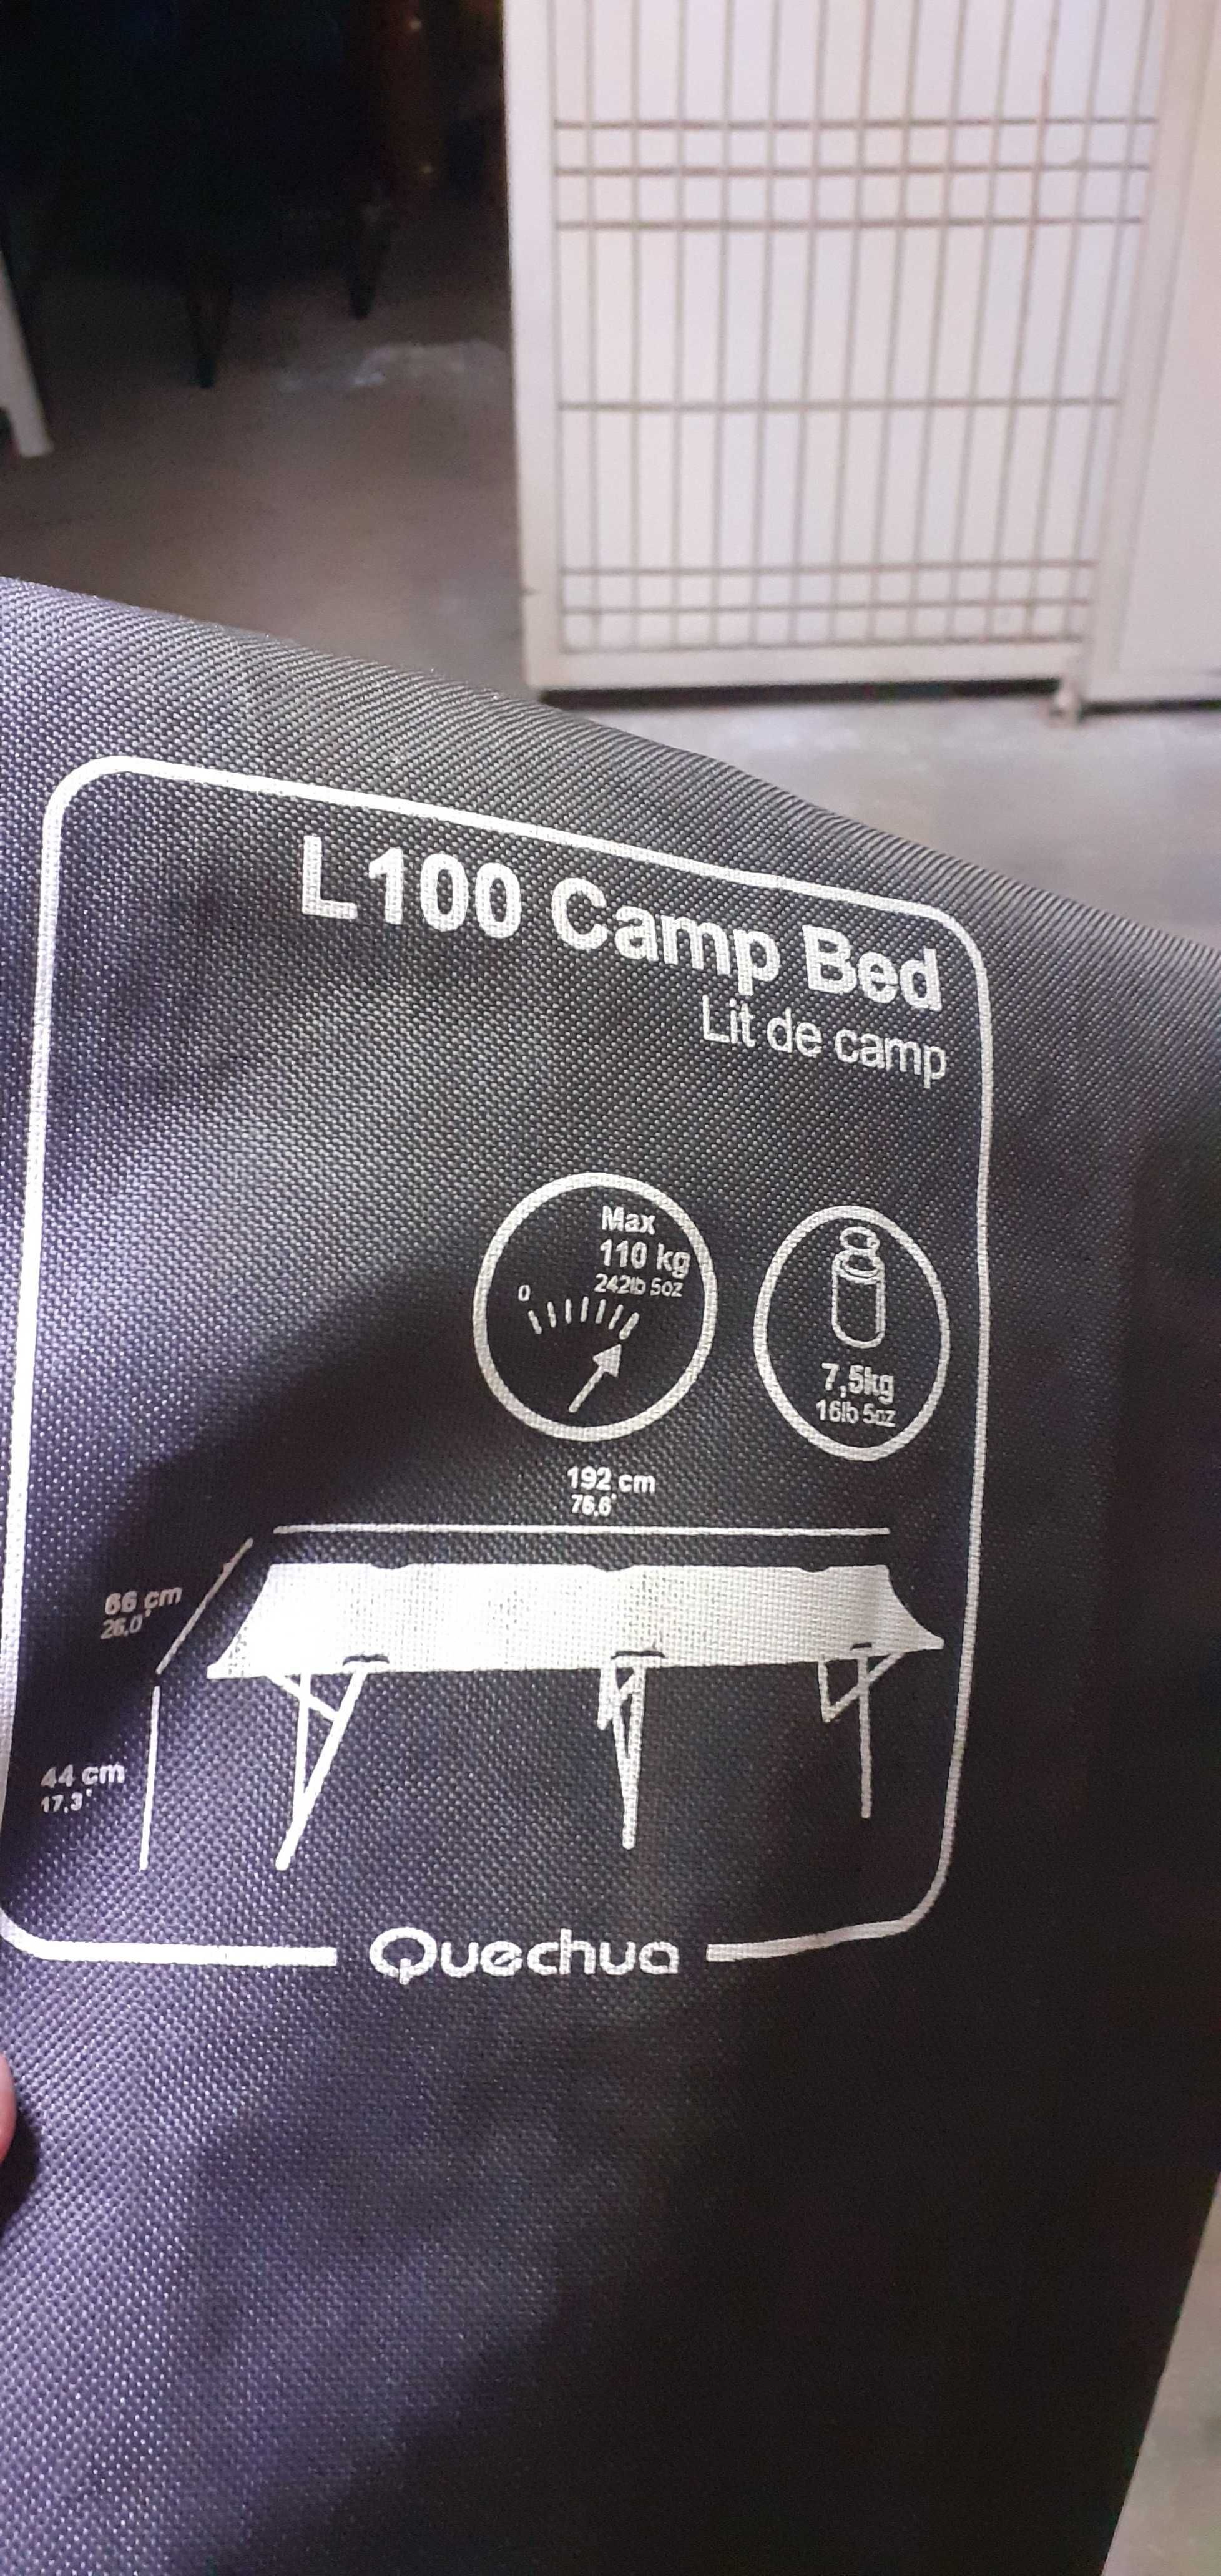 L100 Camp Bed
Lit de camp
Max
110 kg
242lb 5oz
0
7,5kg
16lb 5oz
192 cm
76,6"
66 cm
26,0"
44 cm
17,3"
Quechua